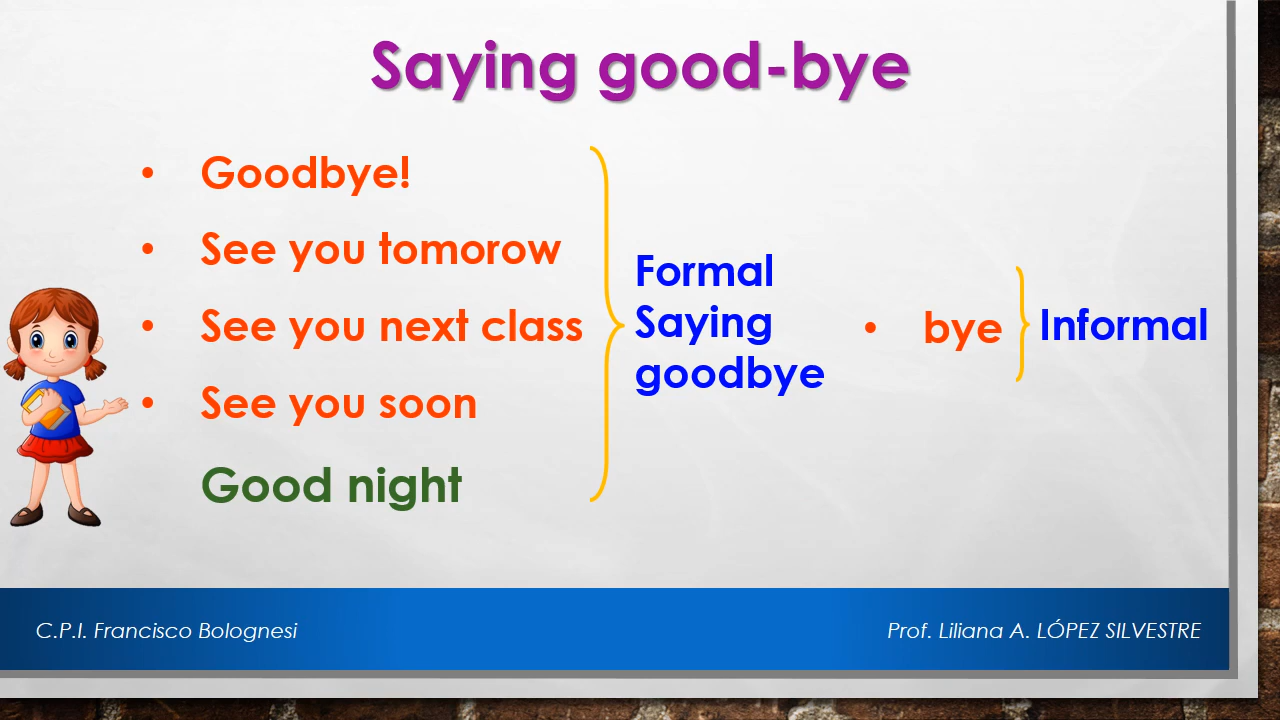 Saying good-bye
• Goodbye!
• See you tomorow
• See you next class
• See you soon
Good night
Formal
Saying
goodbye
• bye
Informal
C.P.I. Francisco Bolognesi
Prof. Liliana A. LÓPEZ SILVESTRE